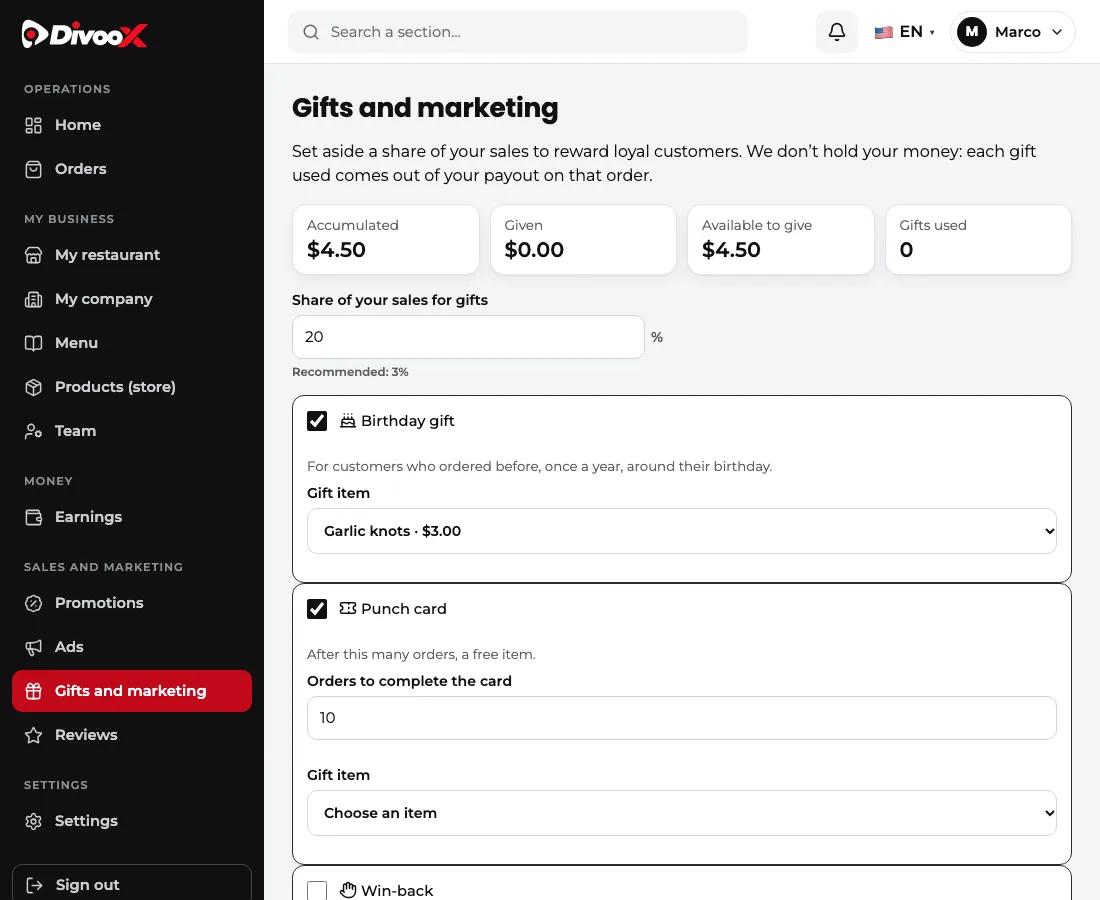 DivooX
Search a section...
EN
M
Marco
OPERATIONS
Home
Orders
MY BUSINESS
My restaurant
My company
Menu
Products (store)
Team
MONEY
Earnings
SALES AND MARKETING
Promotions
Ads
Gifts and marketing
Reviews
SETTINGS
Settings
Sign out
Gifts and marketing
Set aside a share of your sales to reward loyal customers. We don’t hold your money: each gift
used comes out of your payout on that order.
Accumulated
$4.50
Given
$0.00
Available to give
$4.50
Gifts used
0
Share of your sales for gifts
20
%
Recommended: 3%
Birthday gift
For customers who ordered before, once a year, around their birthday.
Gift item
Garlic knots · $3.00
Punch card
After this many orders, a free item.
Orders to complete the card
10
Gift item
Choose an item
Win-back